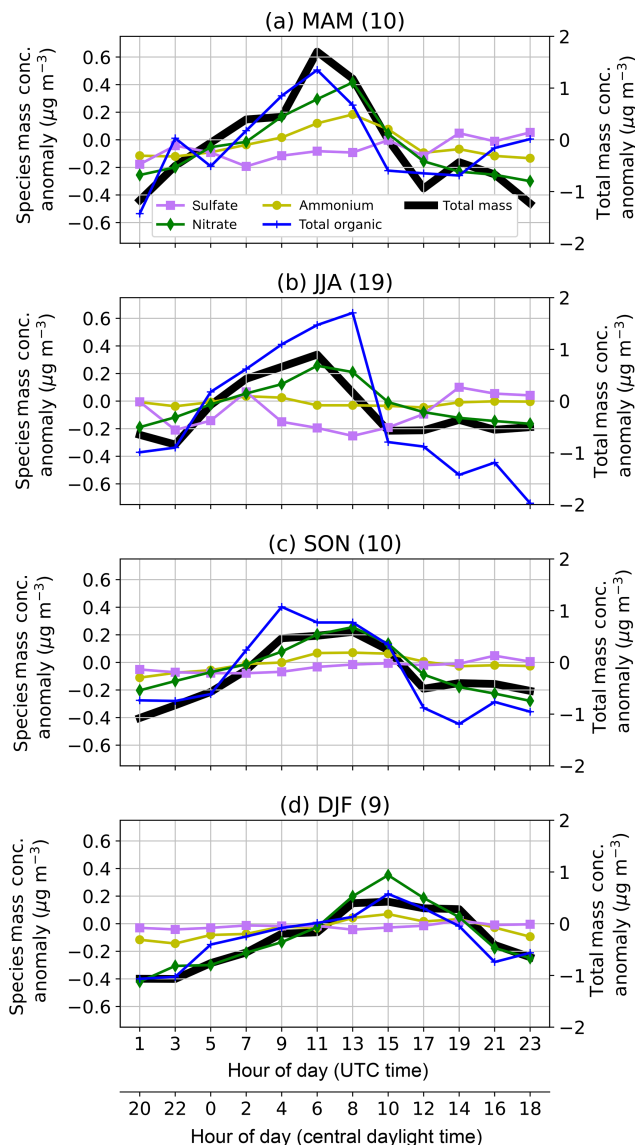 (a) MAM (10)
Species mass conc.
anomaly (μg m⁻³)
0.6
0.4
0.2
0.0
−0.2
−0.4
−0.6
2
1
0
−1
−2
Total mass conc.
anomaly (μg m⁻³)
Sulfate
Nitrate
Ammonium
Total organic
Total mass
(b) JJA (19)
Species mass conc.
anomaly (μg m⁻³)
0.6
0.4
0.2
0.0
−0.2
−0.4
−0.6
2
1
0
−1
−2
Total mass conc.
anomaly (μg m⁻³)
(c) SON (10)
Species mass conc.
anomaly (μg m⁻³)
0.6
0.4
0.2
0.0
−0.2
−0.4
−0.6
2
1
0
−1
−2
Total mass conc.
anomaly (μg m⁻³)
(d) DJF (9)
Species mass conc.
anomaly (μg m⁻³)
0.6
0.4
0.2
0.0
−0.2
−0.4
−0.6
2
1
0
−1
−2
Total mass conc.
anomaly (μg m⁻³)
1 3 5 7 9 11 13 15 17 19 21 23
Hour of day (UTC time)
20 22 0 2 4 6 8 10 12 14 16 18
Hour of day (central daylight time)